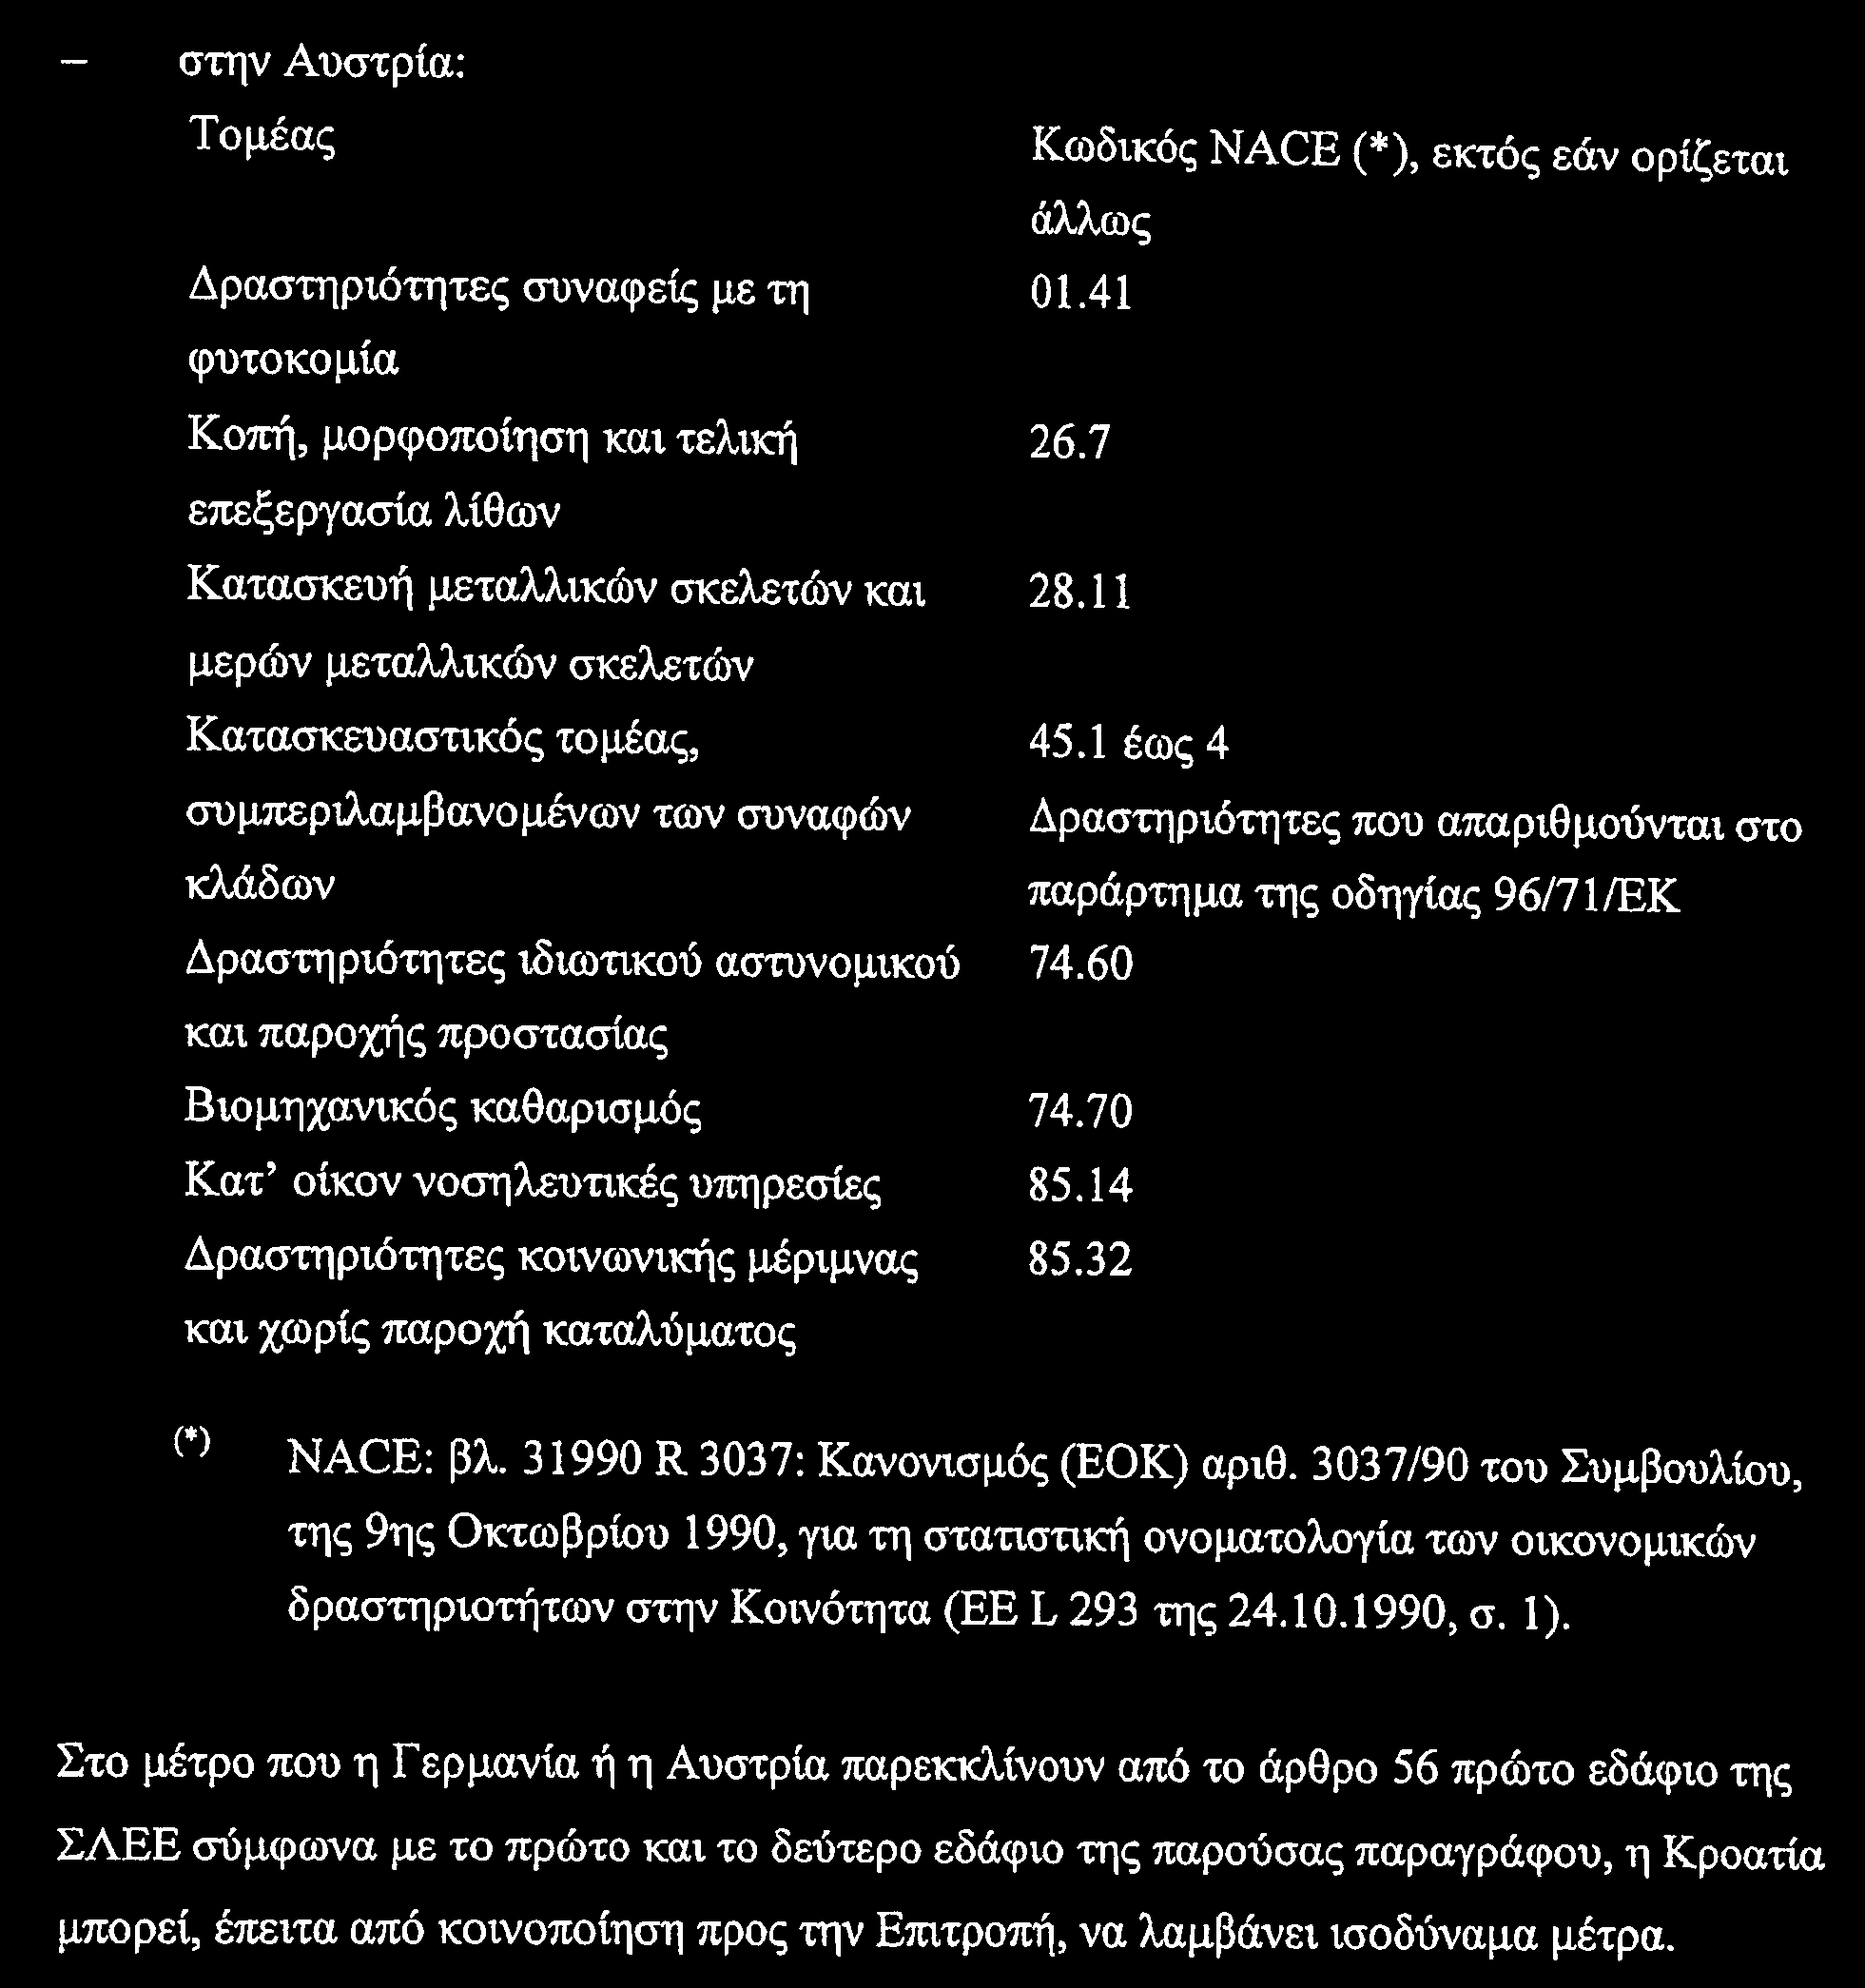 – στην Αυστρία:
Τομέας Κωδικός NACE (*), εκτός εάν ορίζεται
άλλως
Δραστηριότητες συναφείς με τη 01.41
φυτοκομία
Κοπή, μορφοποίηση και τελική 26.7
επεξεργασία λίθων
Κατασκευή μεταλλικών σκελετών και 28.11
μερών μεταλλικών σκελετών
Κατασκευαστικός τομέας, 45.1 έως 4
συμπεριλαμβανομένων των συναφών Δραστηριότητες που απαριθμούνται στο
κλάδων παράρτημα της οδηγίας 96/71/ΕΚ
Δραστηριότητες ιδιωτικού αστυνομικού 74.60
και παροχής προστασίας
Βιομηχανικός καθαρισμός 74.70
Κατ’ οίκον νοσηλευτικές υπηρεσίες 85.14
Δραστηριότητες κοινωνικής μέριμνας 85.32
και χωρίς παροχή καταλύματος
(*) NACE: βλ. 31990 R 3037: Κανονισμός (ΕΟΚ) αριθ. 3037/90 του Συμβουλίου,
της 9ης Οκτωβρίου 1990, για τη στατιστική ονοματολογία των οικονομικών
δραστηριοτήτων στην Κοινότητα (ΕΕ L 293 της 24.10.1990, σ. 1).
Στο μέτρο που η Γερμανία ή η Αυστρία παρεκκλίνουν από το άρθρο 56 πρώτο εδάφιο της
ΣΛΕΕ σύμφωνα με το πρώτο και το δεύτερο εδάφιο της παρούσας παραγράφου, η Κροατία
μπορεί, έπειτα από κοινοποίηση προς την Επιτροπή, να λαμβάνει ισοδύναμα μέτρα.